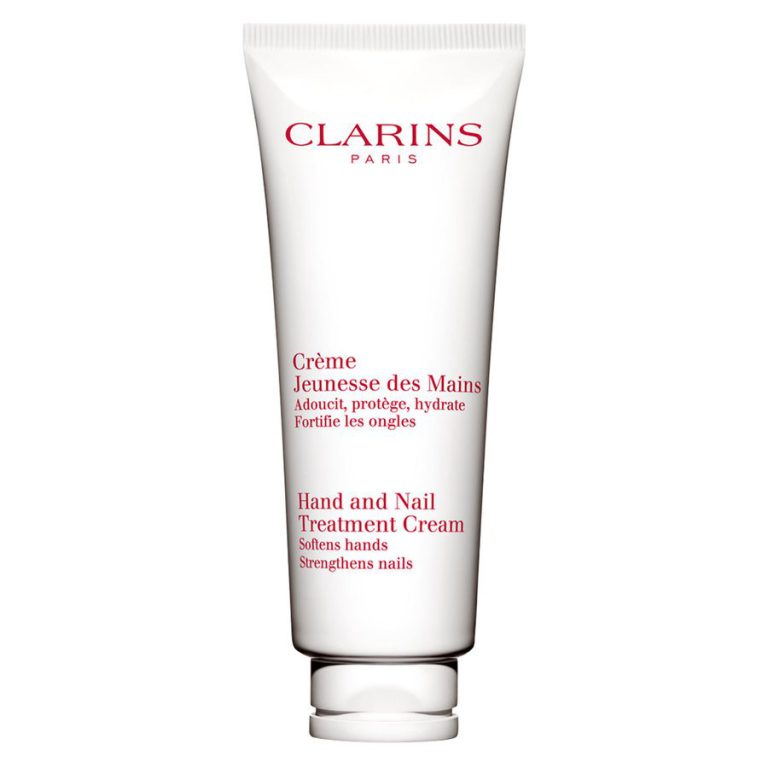 CLARINS
PARIS
Crème
Jeunesse des Mains
Adoucit, protège, hydrate
Fortifie les ongles
Hand and Nail
Treatment Cream
Softens hands
Strengthens nails